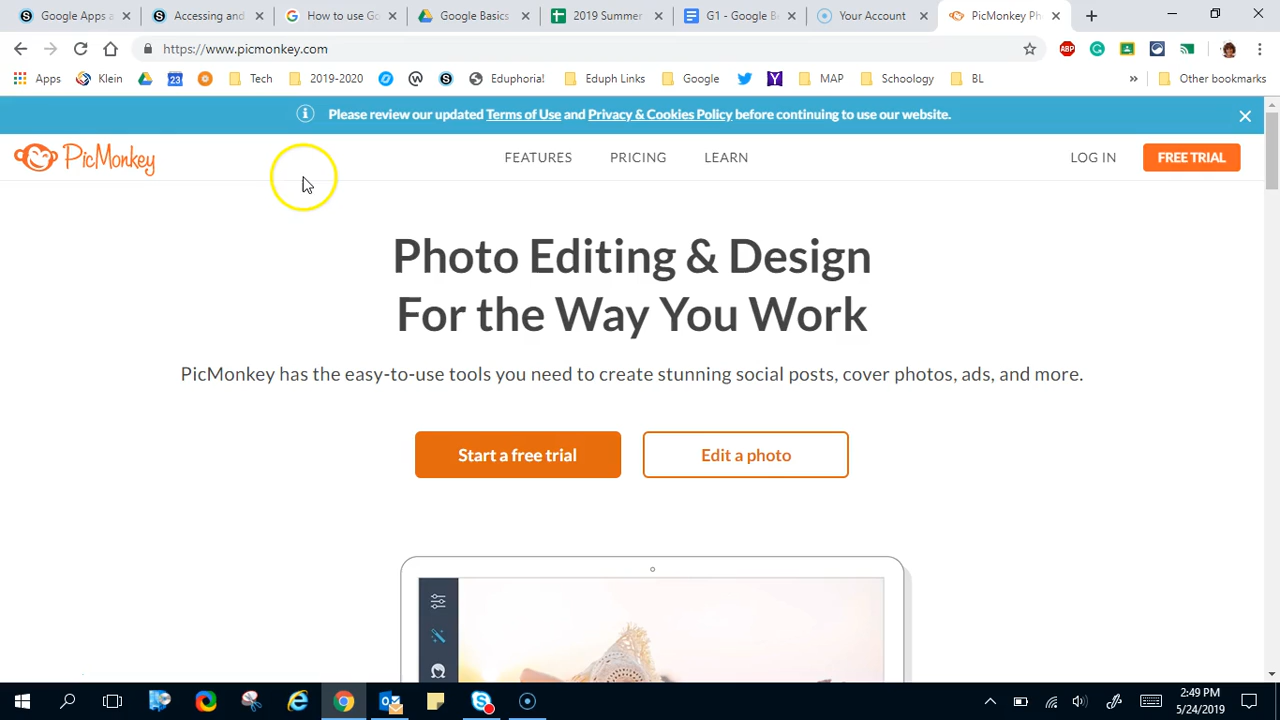 Google Apps a
Accessing and
How to use Go
Google Basics
2019 Summer
G1 - Google B
Your Account
PicMonkey Ph
https://www.picmonkey.com
ABP
Apps
Klein
23
Tech
2019-2020
Eduphoria!
Eduph Links
Google
MAP
Schoology
BL
»
Other bookmarks
Please review our updated Terms of Use and Privacy & Cookies Policy before continuing to use our website.
PicMonkey
FEATURES
PRICING
LEARN
LOG IN
FREE TRIAL
Photo Editing & Design
For the Way You Work
PicMonkey has the easy-to-use tools you need to create stunning social posts, cover photos, ads, and more.
Start a free trial
Edit a photo
2:49 PM
5/24/2019